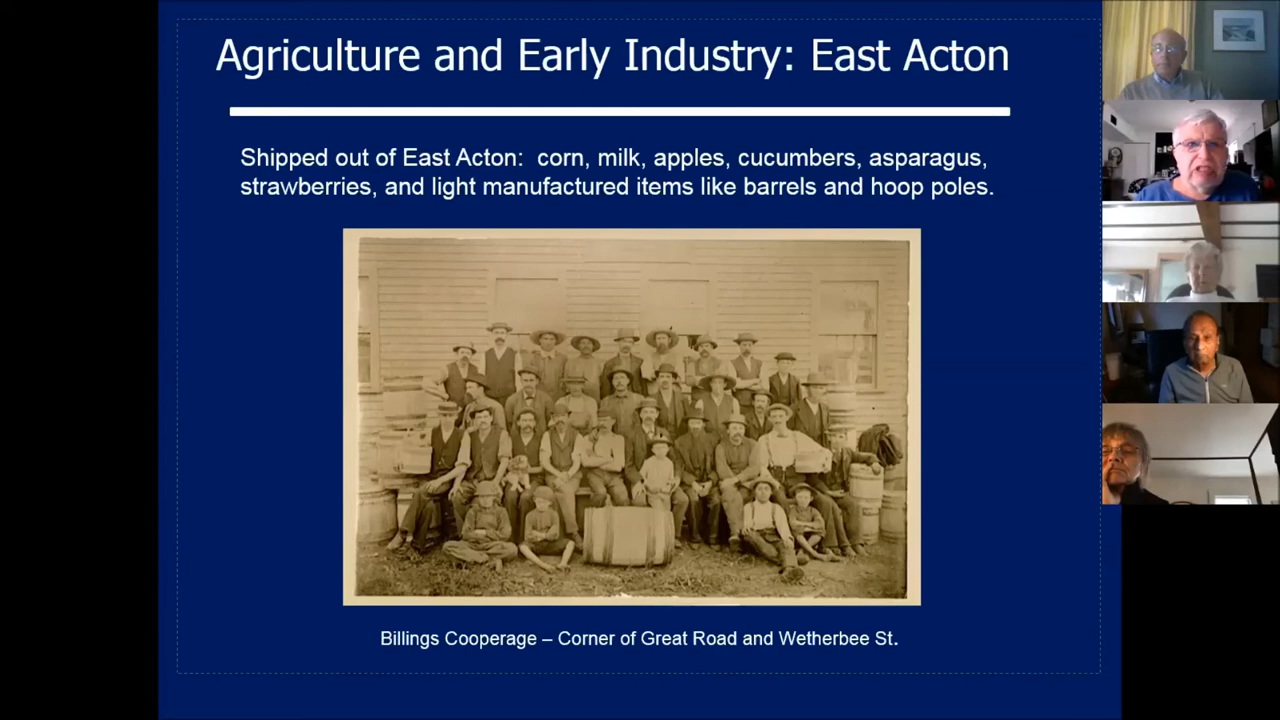 Agriculture and Early Industry: East Acton
Shipped out of East Acton: corn, milk, apples, cucumbers, asparagus,
strawberries, and light manufactured items like barrels and hoop poles.
Billings Cooperage – Corner of Great Road and Wetherbee St.